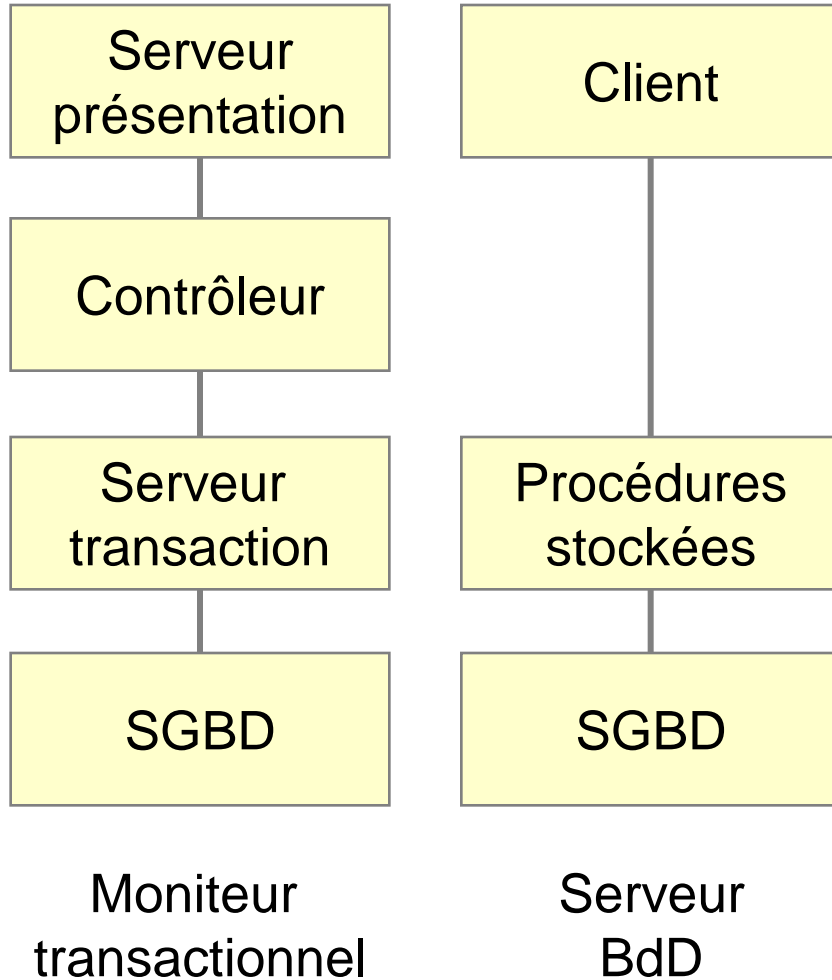 Serveur
présentation
Contrôleur
Serveur
transaction
SGBD
Moniteur
transactionnel
Client
Procédures
stockées
SGBD
Serveur
BdD